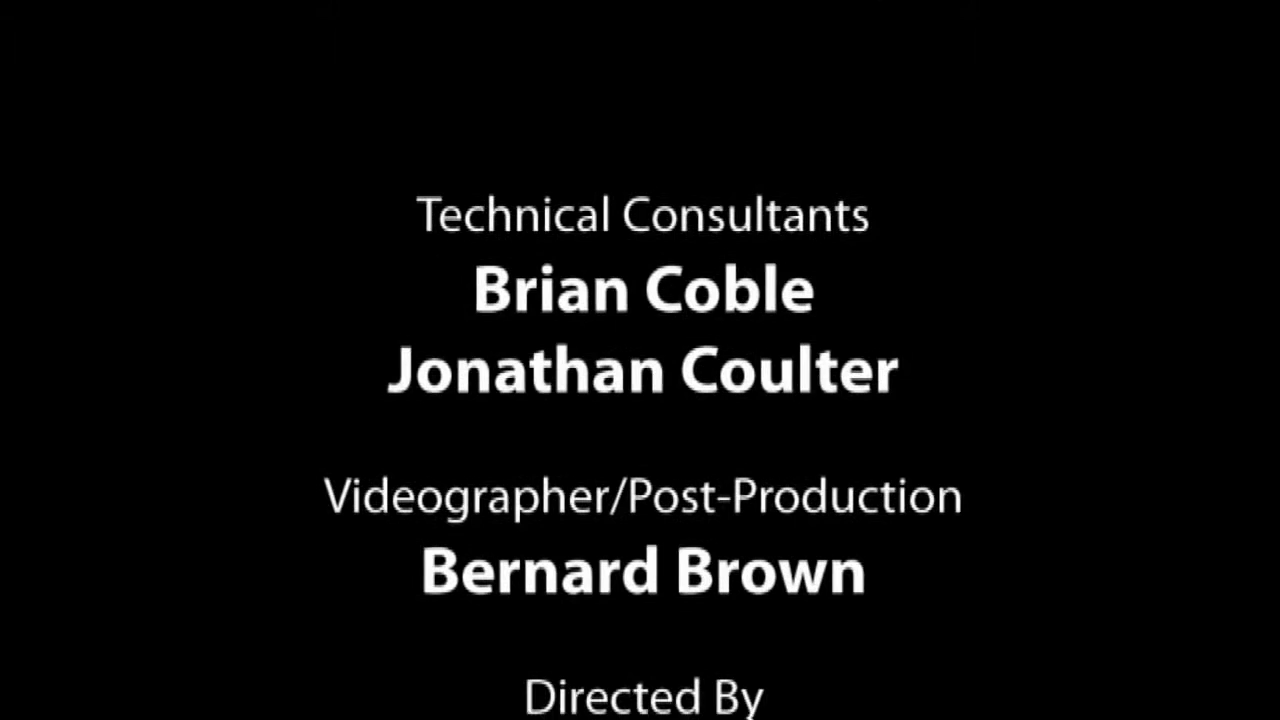 Technical Consultants
Brian Coble
Jonathan Coulter
Videographer/Post-Production
Bernard Brown
Directed By